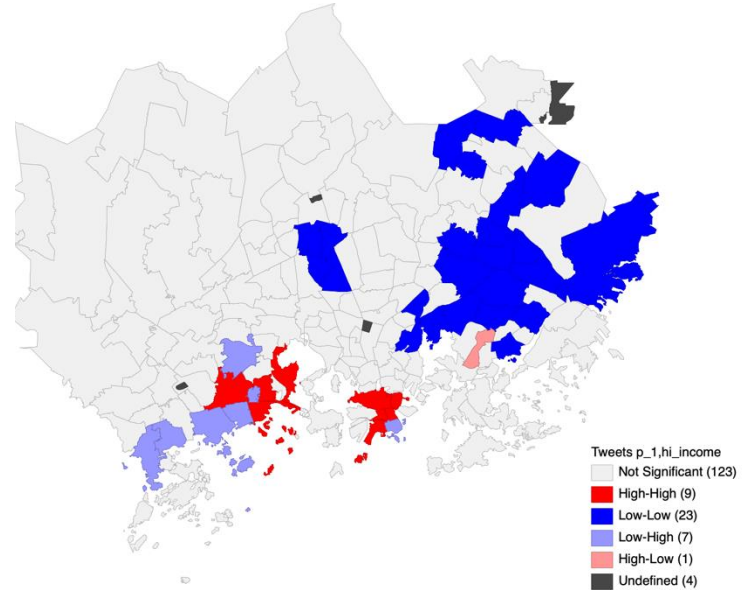 Tweets p_1,hi_income
Not Significant (123)
High-High (9)
Low-Low (23)
Low-High (7)
High-Low (1)
Undefined (4)